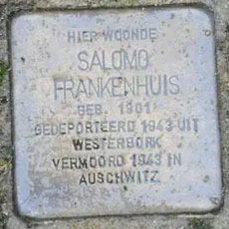 HIER WOONDE
SALOMO
FRANKENHUIS
GEB. 1901
GEDEPORTEERD 1943 UIT
WESTERBORK
VERMOORD 1943 IN
AUSCHWITZ